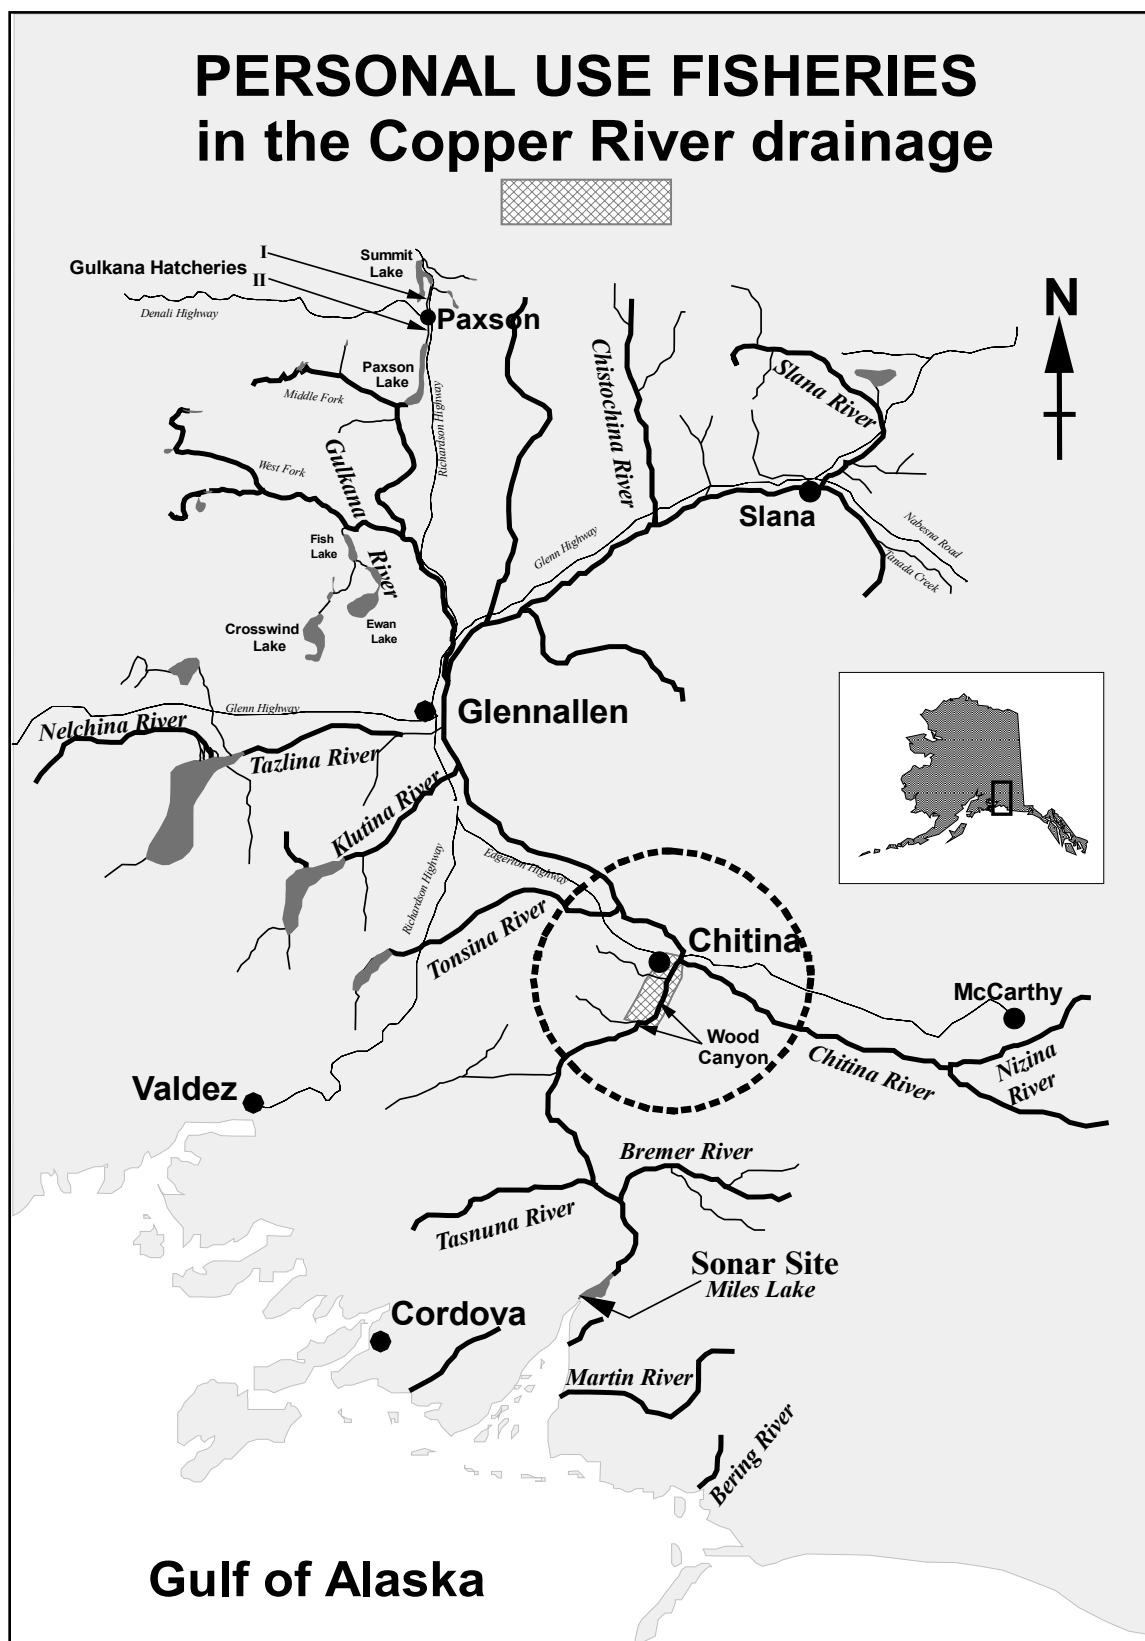 PERSONAL USE FISHERIES
in the Copper River drainage
I
Gulkana Hatcheries
II
Summit
Lake
Denali Highway
Paxson
N
Paxson
Lake
Middle Fork
Richardson Highway
Chistochina River
Slana River
West Fork
Gulkana
River
Slana
Nabesna Road
Tanada Creek
Glenn Highway
Fish
Lake
Ewan
Lake
Crosswind
Lake
Glenn Highway
Nelchina River
Glennallen
Tazlina River
Klutina River
Edgerton Highway
Richardson Highway
Tonsina River
Chitina
McCarthy
Wood
Canyon
Chitina River
Nizina
River
Valdez
Bremer River
Tasnuna River
Sonar Site
Miles Lake
Cordova
Martin River
Bering River
Gulf of Alaska